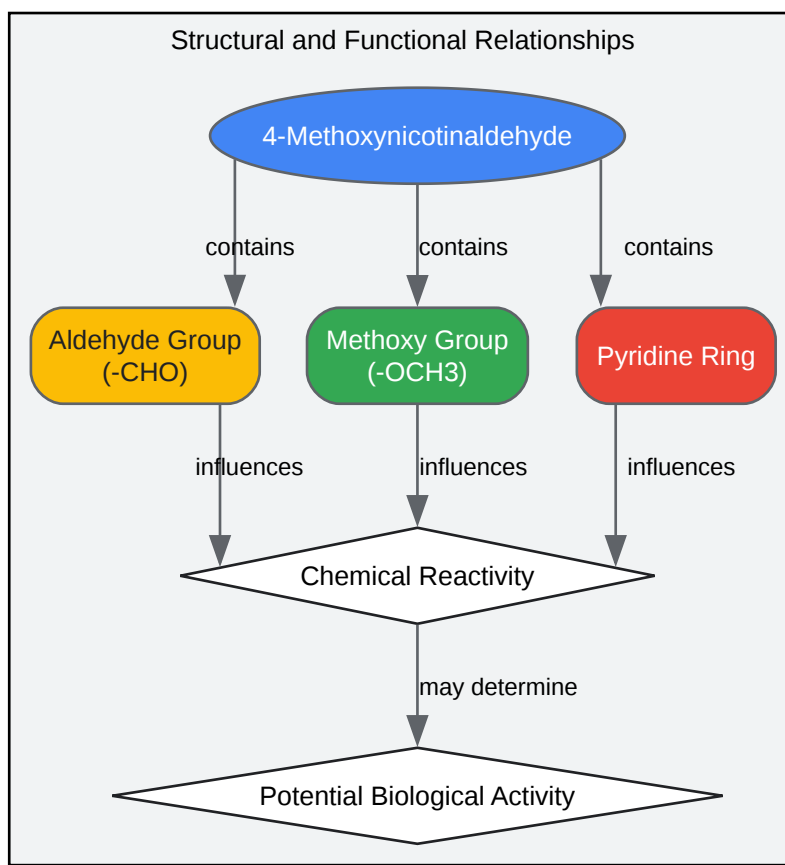 Structural and Functional Relationships
4-Methoxynicotinaldehyde
contains
contains
contains
Aldehyde Group
(-CHO)
Methoxy Group
(-OCH3)
Pyridine Ring
influences
influences
influences
Chemical Reactivity
may determine
Potential Biological Activity